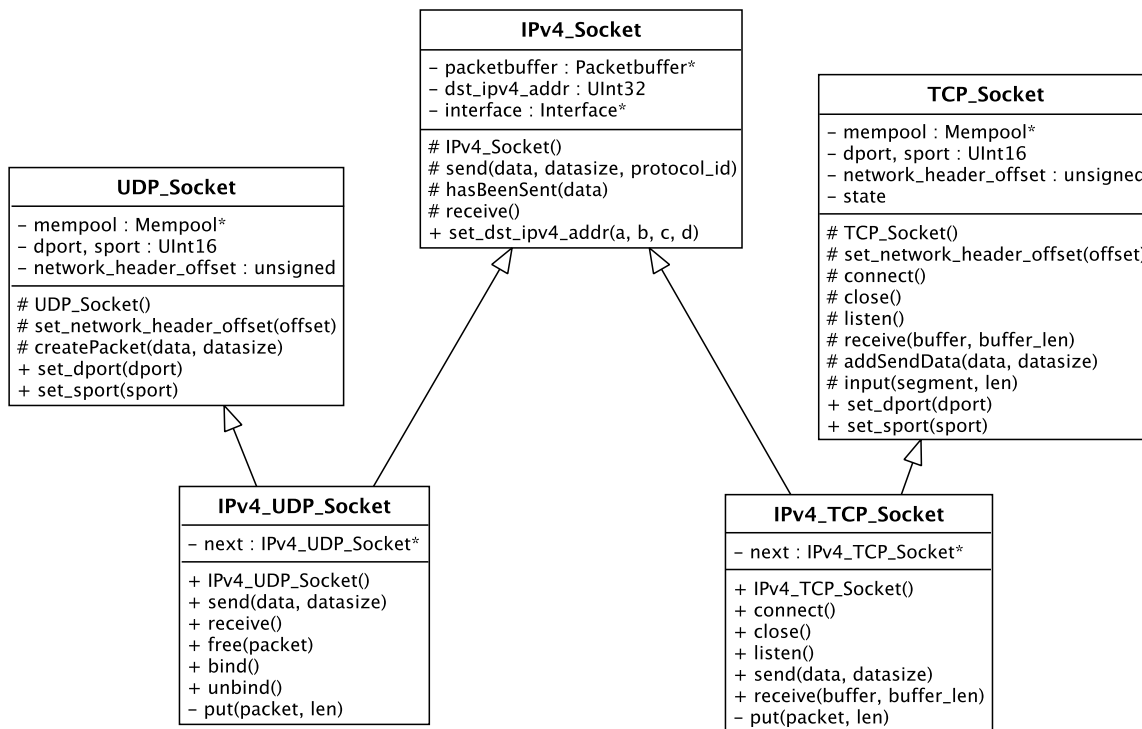 IPv4_Socket
– packetbuffer : Packetbuffer*
– dst_ipv4_addr : UInt32
– interface : Interface*
# IPv4_Socket()
# send(data, datasize, protocol_id)
# hasBeenSent(data)
# receive()
+ set_dst_ipv4_addr(a, b, c, d)
TCP_Socket
– mempool : Mempool*
– dport, sport : UInt16
– network_header_offset : unsigned
– state
# TCP_Socket()
# set_network_header_offset(offset)
# connect()
# close()
# listen()
# receive(buffer, buffer_len)
# addSendData(data, datasize)
# input(segment, len)
+ set_dport(dport)
+ set_sport(sport)
UDP_Socket
– mempool : Mempool*
– dport, sport : UInt16
– network_header_offset : unsigned
# UDP_Socket()
# set_network_header_offset(offset)
# createPacket(data, datasize)
+ set_dport(dport)
+ set_sport(sport)
IPv4_UDP_Socket
– next : IPv4_UDP_Socket*
+ IPv4_UDP_Socket()
+ send(data, datasize)
+ receive()
+ free(packet)
+ bind()
+ unbind()
– put(packet, len)
IPv4_TCP_Socket
– next : IPv4_TCP_Socket*
+ IPv4_TCP_Socket()
+ connect()
+ close()
+ listen()
+ send(data, datasize)
+ receive(buffer, buffer_len)
– put(packet, len)